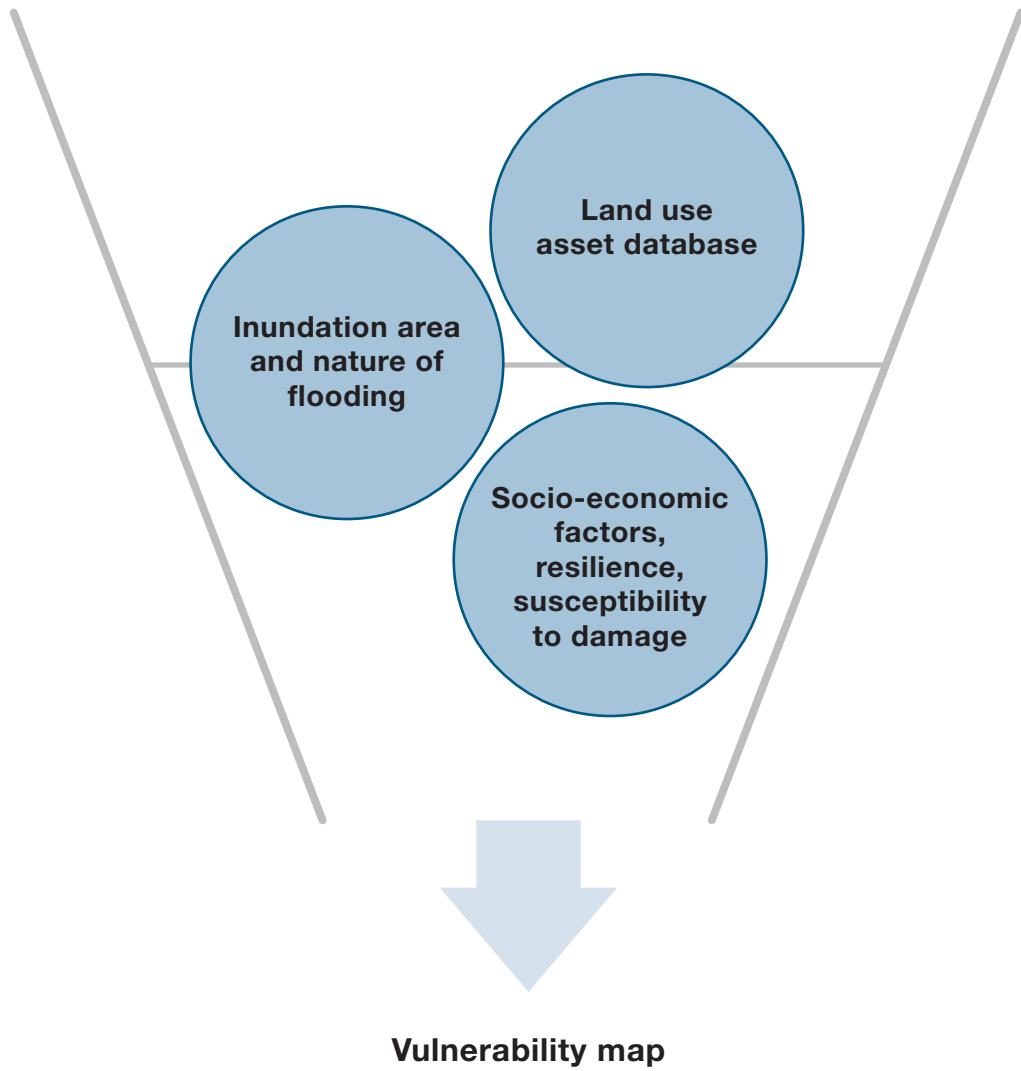 Land use
asset database
Inundation area
and nature of
flooding
Socio-economic
factors,
resilience,
susceptibility
to damage
Vulnerability map